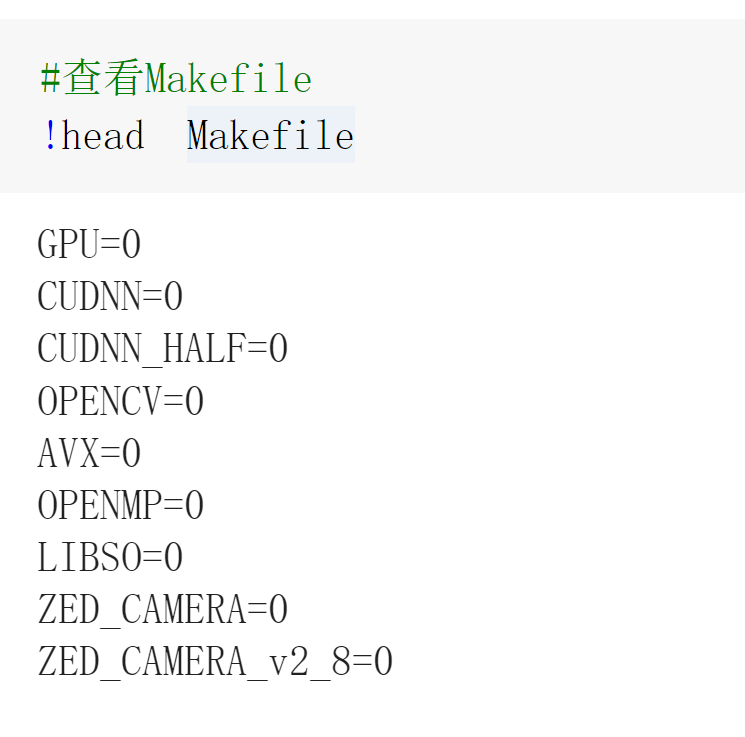 #查看Makefile
!head  Makefile
GPU=0
CUDNN=0
CUDNN_HALF=0
OPENCV=0
AVX=0
OPENMP=0
LIBSO=0
ZED_CAMERA=0
ZED_CAMERA_v2_8=0